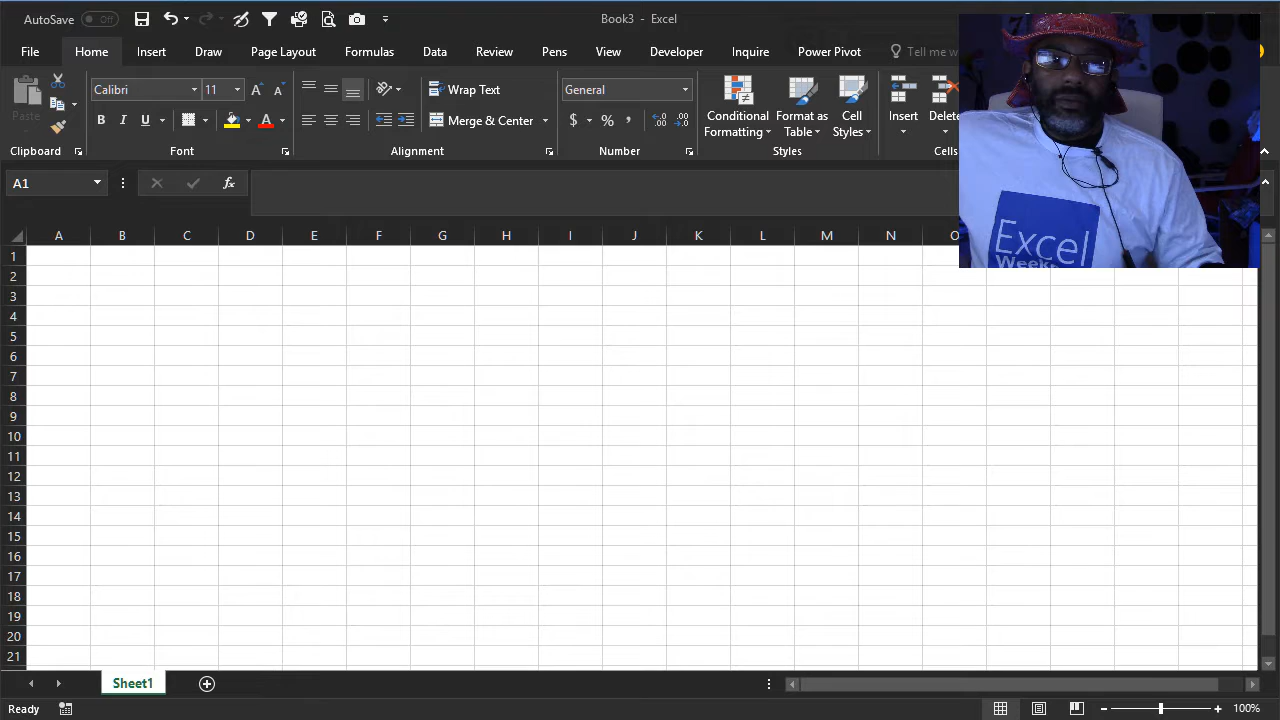 AutoSave Off Book3 - Excel
File Home Insert Draw Page Layout Formulas Data Review Pens View Developer Inquire Power Pivot Tell me
Paste
Calibri 11 Wrap Text General
B I U A Merge & Center $ % ,
Conditional Formatting Format as Table Cell Styles Insert Delete
Clipboard Font Alignment Number Styles Cells
A1 fx
A B C D E F G H I J K L M N O
1
2
3
4
5
6
7
8
9
10
11
12
13
14
15
16
17
18
19
20
21
Sheet1
Ready 100%
Excel